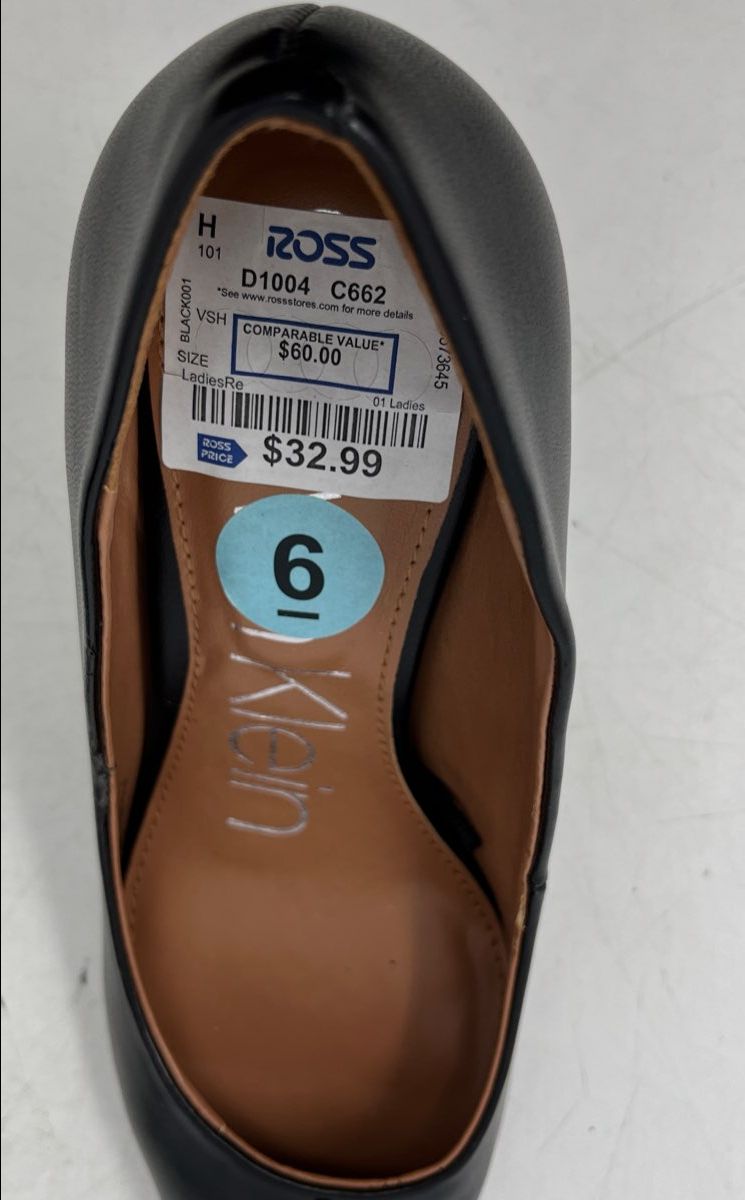 H
101
ROSS
D1004 C662
*See www.rossstores.com for more details
BLACK001
VSH
COMPARABLE VALUE*
$60.00
SIZE
LadiesRe
01 Ladies
ROSS
PRICE
$32.99
6
Klein